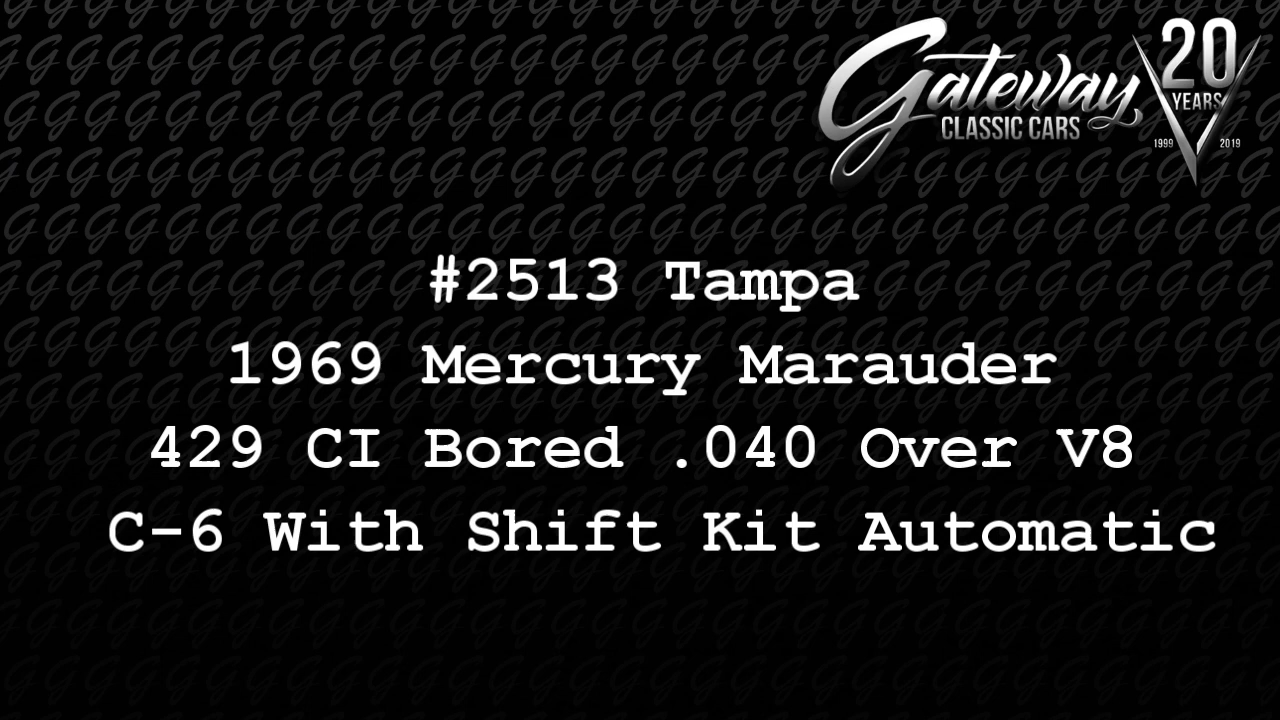 Gateway
CLASSIC CARS
20
YEARS
1999 2019
#2513 Tampa
1969 Mercury Marauder
429 CI Bored .040 Over V8
C-6 With Shift Kit Automatic